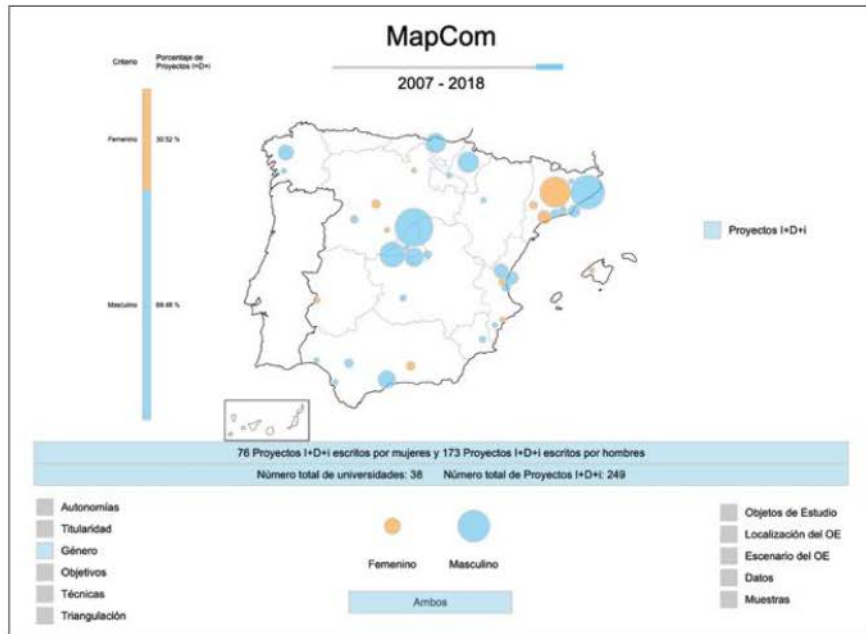 MapCom
2007 - 2018
Criterio
Porcentaje de
Proyectos I+D+i
Femenino 30.52 %
Masculino 69.48 %
Proyectos I+D+i
76 Proyectos I+D+i escritos por mujeres y 173 Proyectos I+D+i escritos por hombres
Número total de universidades: 38 Número total de Proyectos I+D+i: 249
Autonomías
Titularidad
Género
Objetivos
Técnicas
Triangulación
Femenino Masculino
Ambos
Objetos de Estudio
Localización del OE
Escenario del OE
Datos
Muestras